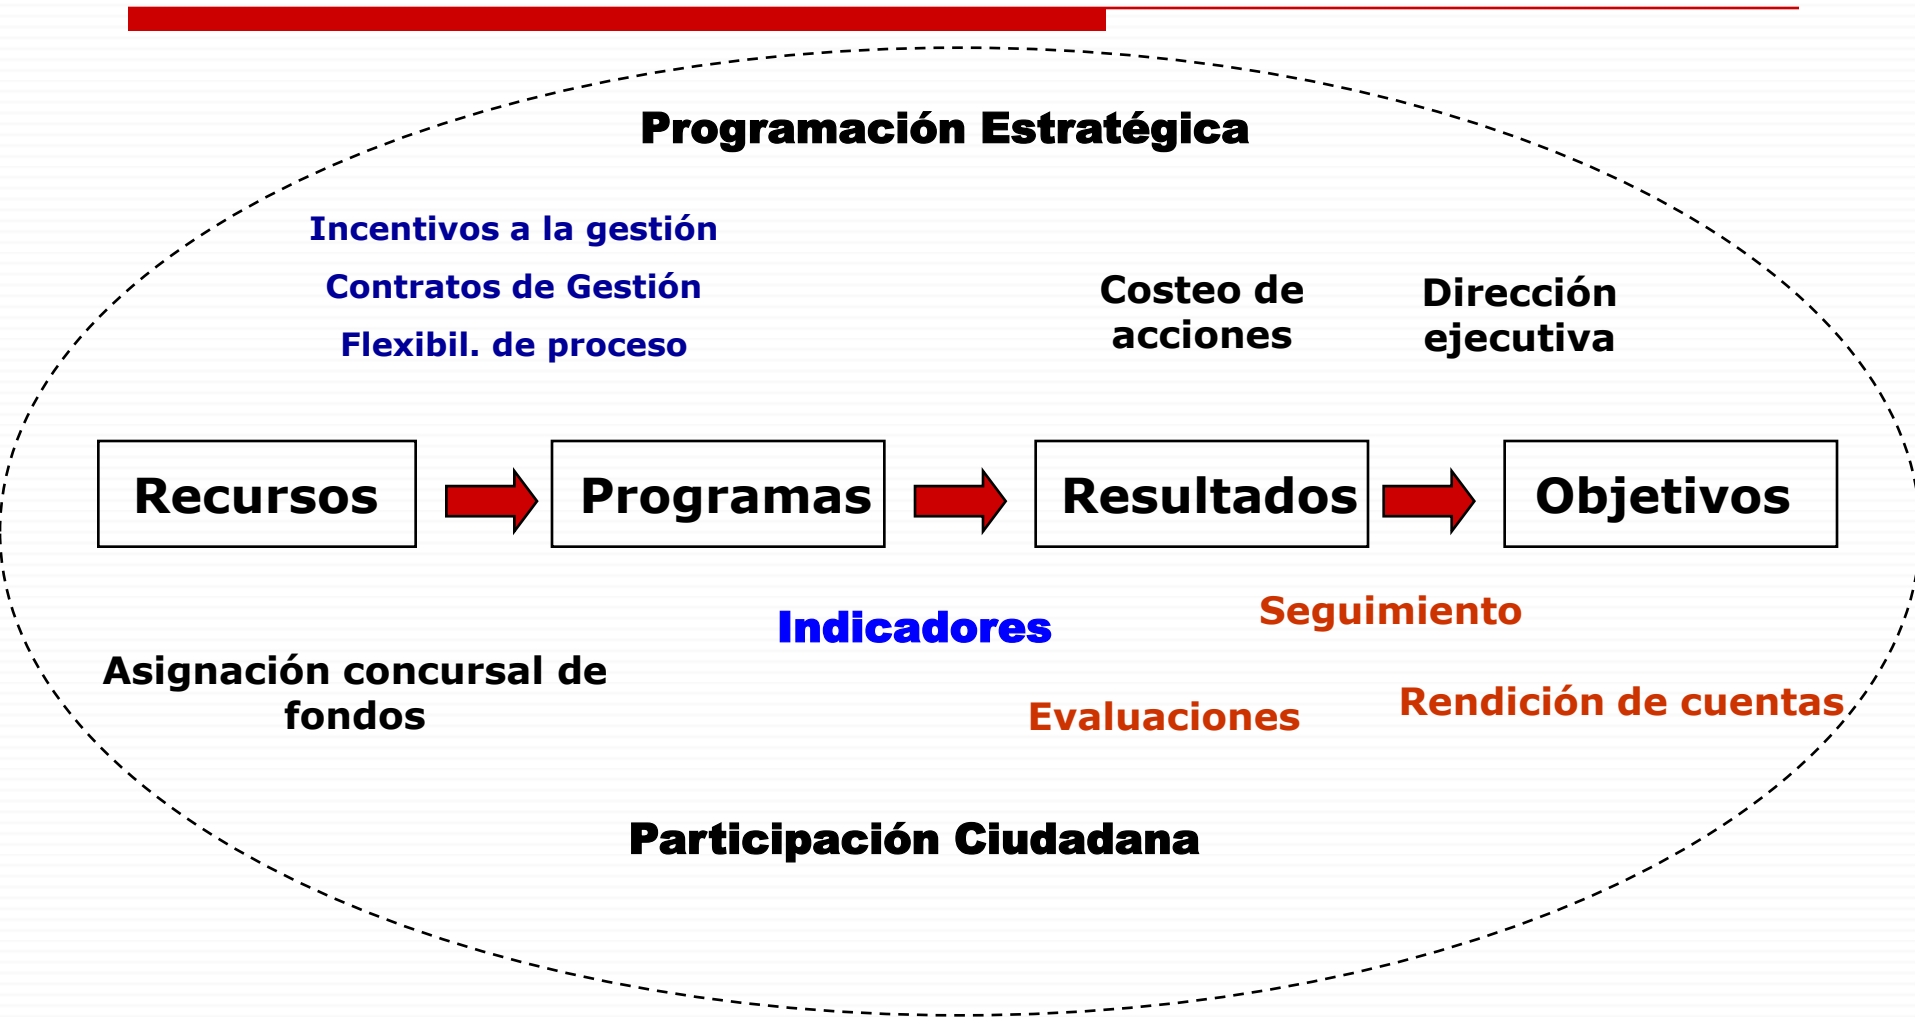 Programación Estratégica
Incentivos a la gestión
Contratos de Gestión
Flexibil. de proceso
Costeo de
acciones
Dirección
ejecutiva
Recursos
Programas
Resultados
Objetivos
Indicadores
Seguimiento
Asignación concursal de
fondos
Evaluaciones
Rendición de cuentas
Participación Ciudadana